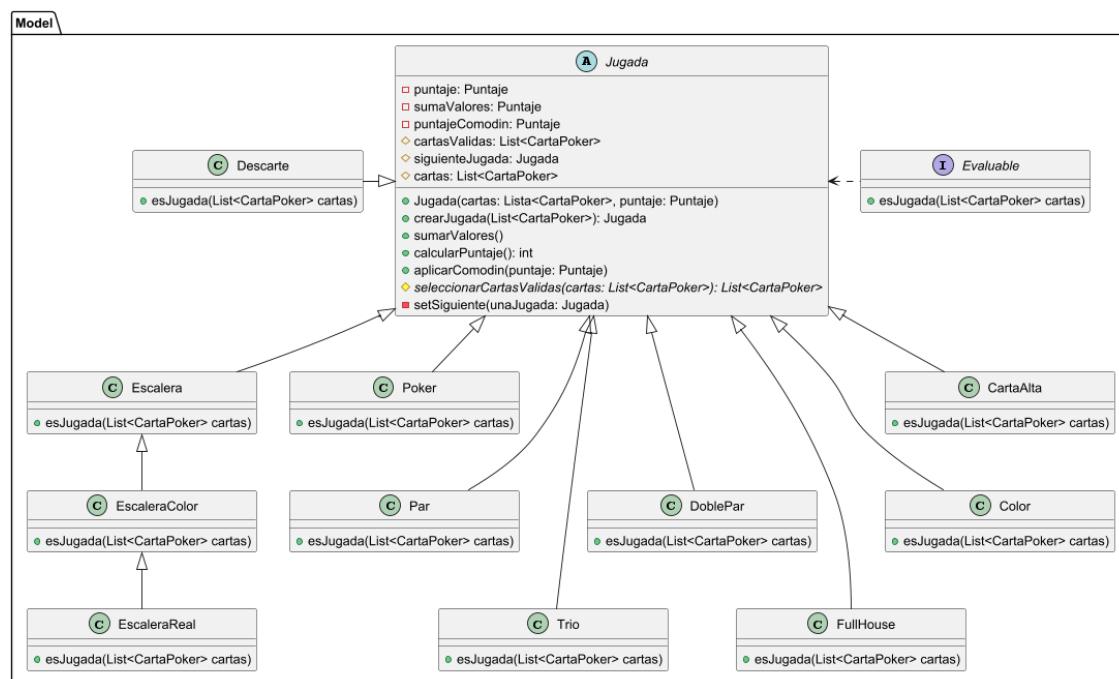 Model
A Jugada
puntaje: Puntaje
sumaValores: Puntaje
puntajeComodin: Puntaje
cartasValidas: List<CartaPoker>
siguienteJugada: Jugada
cartas: List<CartaPoker>
Jugada(cartas: Lista<CartaPoker>, puntaje: Puntaje)
crearJugada(List<CartaPoker>): Jugada
sumarValores()
calcularPuntaje(): int
aplicarComodin(puntaje: Puntaje)
seleccionarCartasValidas(cartas: List<CartaPoker>): List<CartaPoker>
setSiguiente(unaJugada: Jugada)
C Descarte
esJugada(List<CartaPoker> cartas)
I Evaluable
esJugada(List<CartaPoker> cartas)
C Escalera
esJugada(List<CartaPoker> cartas)
C Poker
esJugada(List<CartaPoker> cartas)
C CartaAlta
esJugada(List<CartaPoker> cartas)
C EscaleraColor
esJugada(List<CartaPoker> cartas)
C Par
esJugada(List<CartaPoker> cartas)
C DoblePar
esJugada(List<CartaPoker> cartas)
C Color
esJugada(List<CartaPoker> cartas)
C EscaleraReal
esJugada(List<CartaPoker> cartas)
C Trio
esJugada(List<CartaPoker> cartas)
C FullHouse
esJugada(List<CartaPoker> cartas)